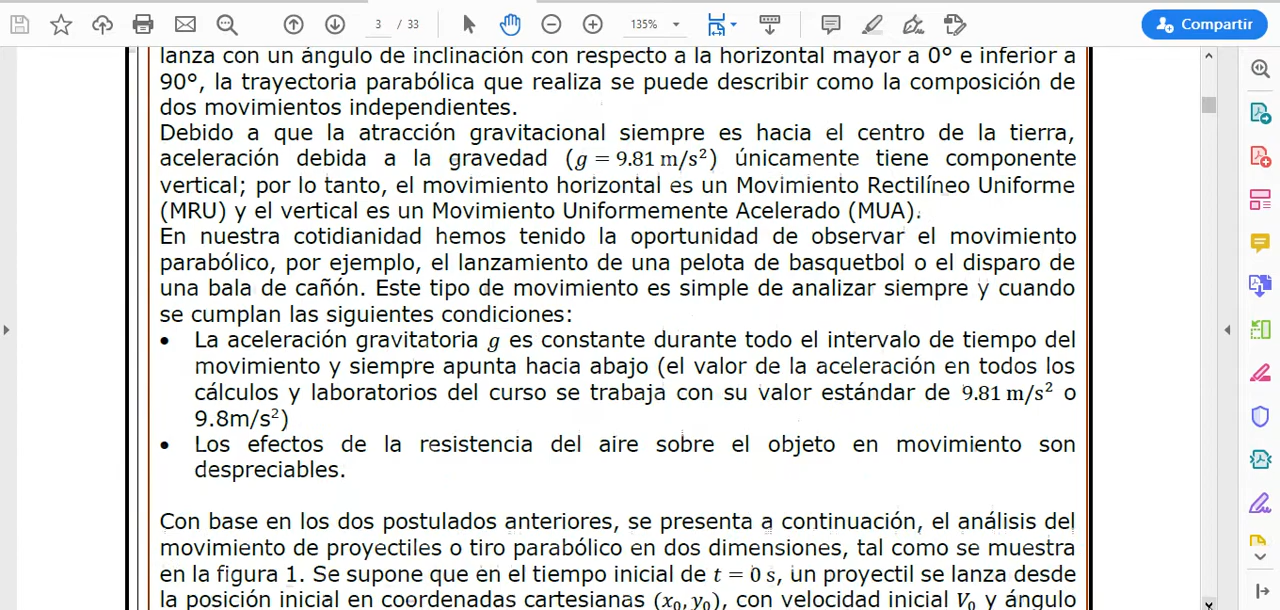 3 / 33
135%
Compartir
lanza con un ángulo de inclinación con respecto a la horizontal mayor a 0° e inferior a
90°, la trayectoria parabólica que realiza se puede describir como la composición de
dos movimientos independientes.
Debido a que la atracción gravitacional siempre es hacia el centro de la tierra,
aceleración debida a la gravedad (g = 9.81 m/s²) únicamente tiene componente
vertical; por lo tanto, el movimiento horizontal es un Movimiento Rectilíneo Uniforme
(MRU) y el vertical es un Movimiento Uniformemente Acelerado (MUA).
En nuestra cotidianidad hemos tenido la oportunidad de observar el movimiento
parabólico, por ejemplo, el lanzamiento de una pelota de basquetbol o el disparo de
una bala de cañón. Este tipo de movimiento es simple de analizar siempre y cuando
se cumplan las siguientes condiciones:
• La aceleración gravitatoria g es constante durante todo el intervalo de tiempo del
movimiento y siempre apunta hacia abajo (el valor de la aceleración en todos los
cálculos y laboratorios del curso se trabaja con su valor estándar de 9.81 m/s² o
9.8m/s²)
• Los efectos de la resistencia del aire sobre el objeto en movimiento son
despreciables.
Con base en los dos postulados anteriores, se presenta a continuación, el análisis del
movimiento de proyectiles o tiro parabólico en dos dimensiones, tal como se muestra
en la figura 1. Se supone que en el tiempo inicial de t = 0 s, un proyectil se lanza desde
la posición inicial en coordenadas cartesianas (x₀, y₀), con velocidad inicial V₀ y ángulo